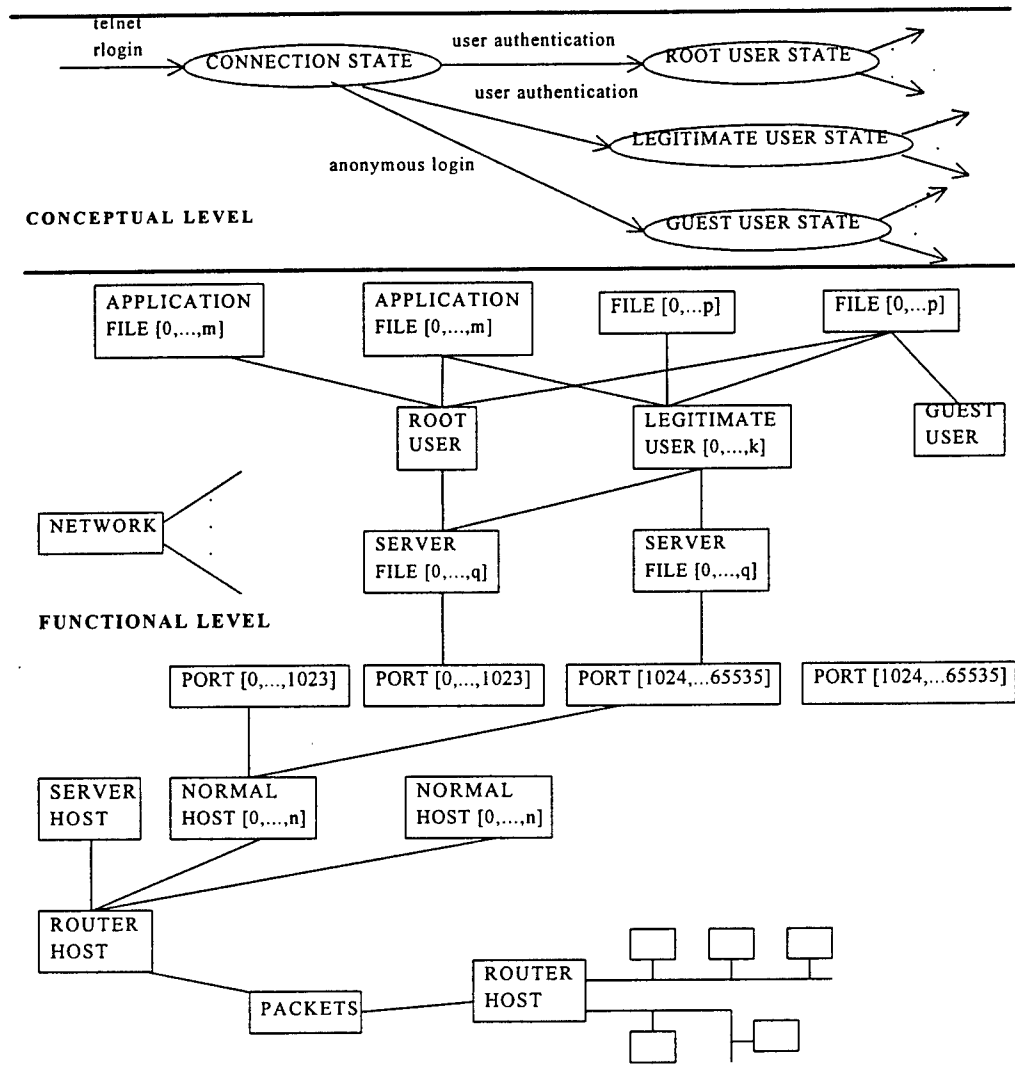 telnet
rlogin
CONNECTION STATE
user authentication
ROOT USER STATE
user authentication
LEGITIMATE USER STATE
anonymous login
GUEST USER STATE
CONCEPTUAL LEVEL
APPLICATION
FILE [0,...,m]
APPLICATION
FILE [0,...,m]
FILE [0,...p]
FILE [0,...p]
ROOT
USER
LEGITIMATE
USER [0,...,k]
GUEST
USER
NETWORK
SERVER
FILE [0,...,q]
SERVER
FILE [0,...,q]
FUNCTIONAL LEVEL
PORT [0,...,1023]
PORT [0,...,1023]
PORT [1024,...65535]
PORT [1024,...65535]
SERVER
HOST
NORMAL
HOST [0,...,n]
NORMAL
HOST [0,...,n]
ROUTER
HOST
PACKETS
ROUTER
HOST